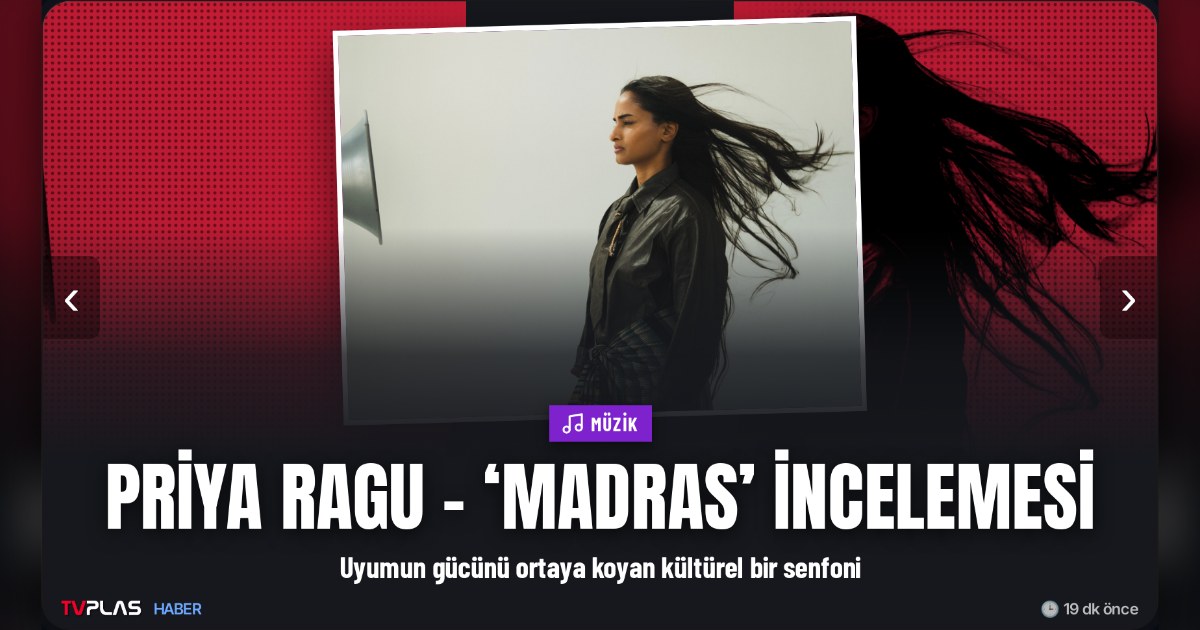 MÜZİK
PRİYA RAGU - ‘MADRAS’ İNCELEMESİ
Uyumun gücünü ortaya koyan kültürel bir senfoni
TVPLAS HABER
19 dk önce